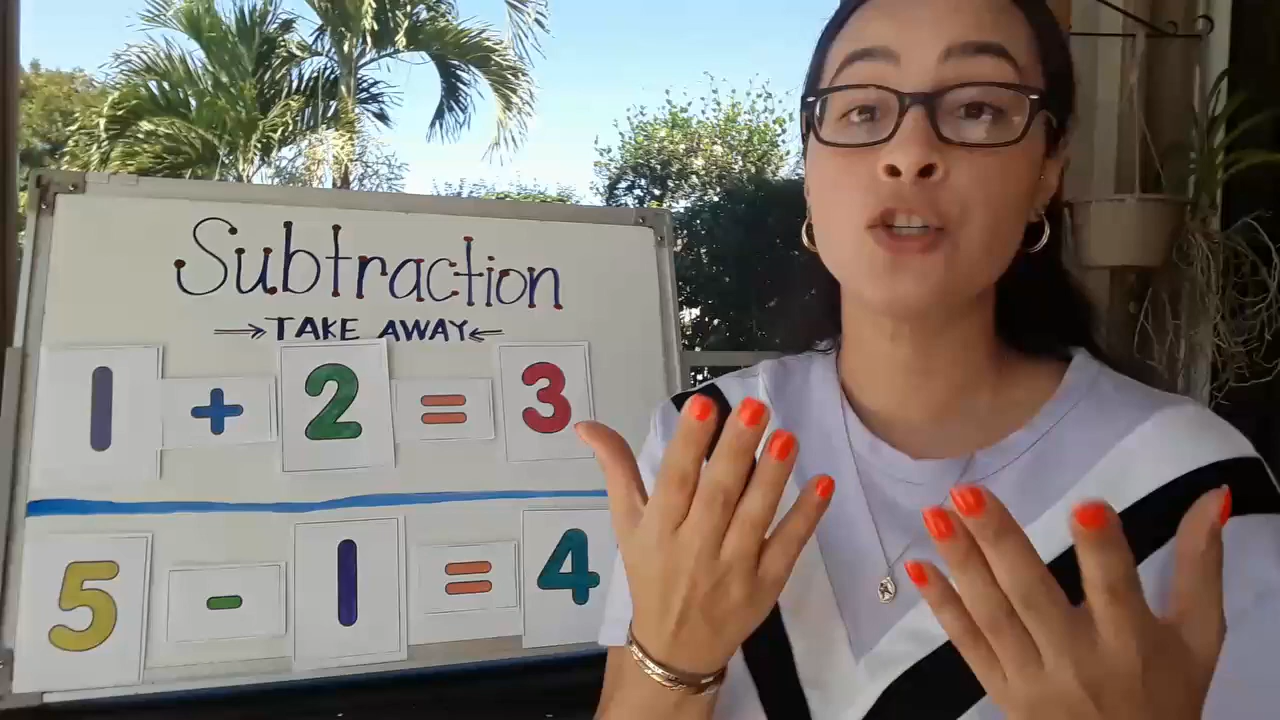 Subtraction
TAKE AWAY
1 + 2 = 3
5 - 1 = 4